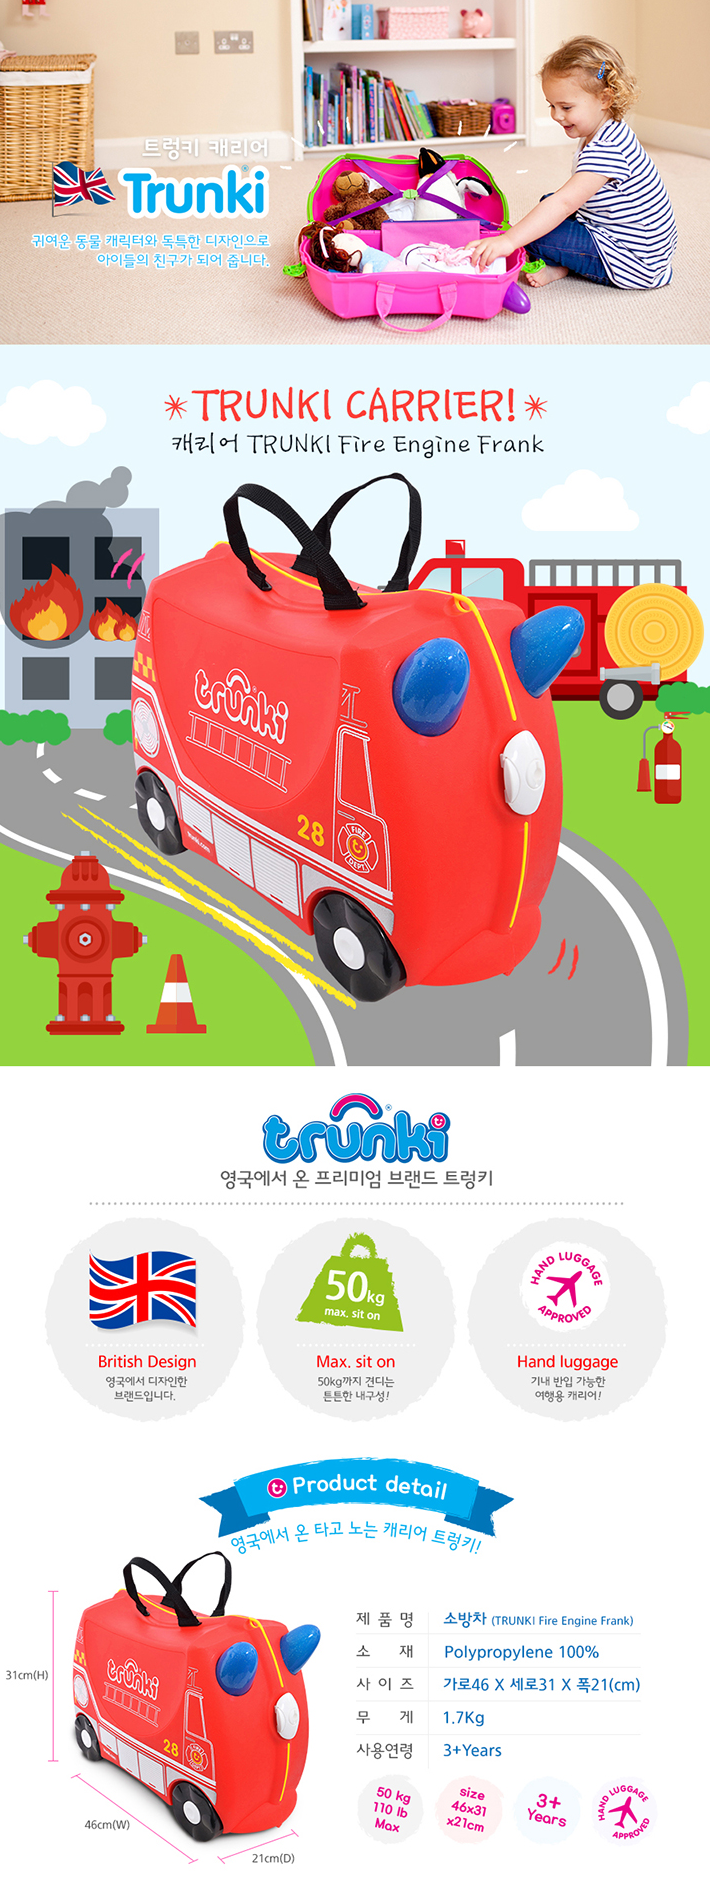 트렁키 캐리어
Trunki
귀여운 동물 캐릭터와 독특한 디자인으로
아이들의 친구가 되어 줍니다.
TRUNKI CARRIER!
캐리어 TRUNKI Fire Engine Frank
trunki
28
FIRE
DEPT
trunki.com
trunki
영국에서 온 프리미엄 브랜드 트렁키
British Design
영국에서 디자인한
브랜드입니다.
50kg
max. sit on
Max. sit on
50kg까지 견디는
튼튼한 내구성!
HAND LUGGAGE
APPROVED
Hand luggage
기내 반입 가능한
여행용 캐리어!
Product detail
영국에서 온 타고 노는 캐리어 트렁키!
31cm(H)
trunki
28
46cm(W)
21cm(D)
제 품 명 소방차 (TRUNKI Fire Engine Frank)
소 재 Polypropylene 100%
사 이 즈 가로46 X 세로31 X 폭21(cm)
무 게 1.7Kg
사용연령 3+Years
50 kg
110 lb
Max
size
46x31
x21cm
3+
Years
HAND LUGGAGE
APPROVED